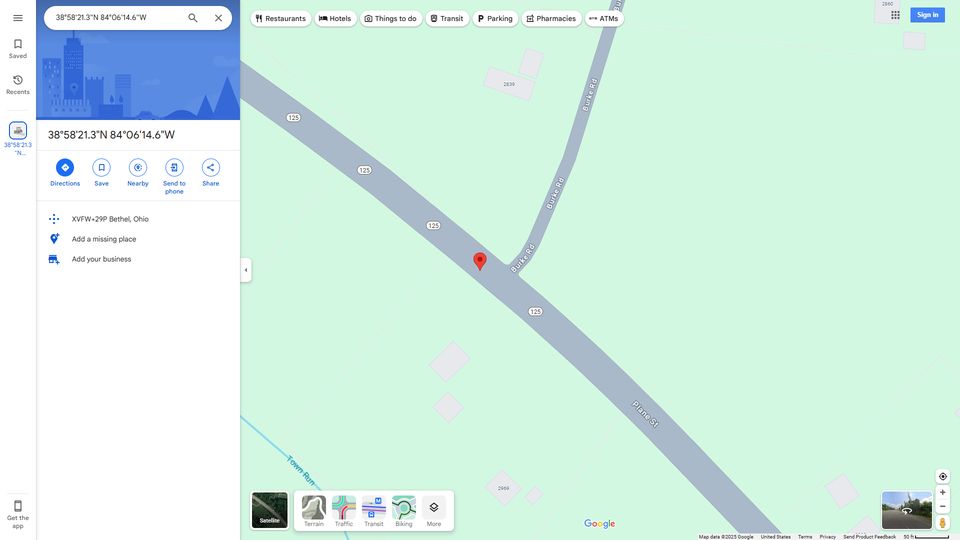 38°58'21.3"N 84°06'14.6"W
Restaurants
Hotels
Things to do
Transit
Parking
Pharmacies
ATMs
Sign in
Saved
Recents
38°58'21.3
"N...
38°58'21.3"N 84°06'14.6"W
Directions
Save
Nearby
Send to
phone
Share
XVFW+29P Bethel, Ohio
Add a missing place
Add your business
Get the
app
2860
2839
Burke Rd
Burke Rd
Burke Rd
125
125
125
125
Plane St
2969
Town Run
Satellite
Terrain
Traffic
Transit
Biking
More
Google
Map data ©2025 Google
United States
Terms
Privacy
Send Product Feedback
50 ft